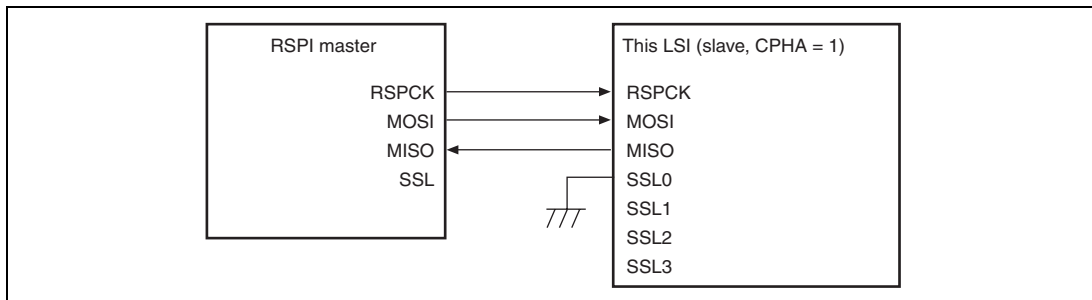 RSPI master
RSPCK
MOSI
MISO
SSL
This LSI (slave, CPHA = 1)
RSPCK
MOSI
MISO
SSL0
SSL1
SSL2
SSL3